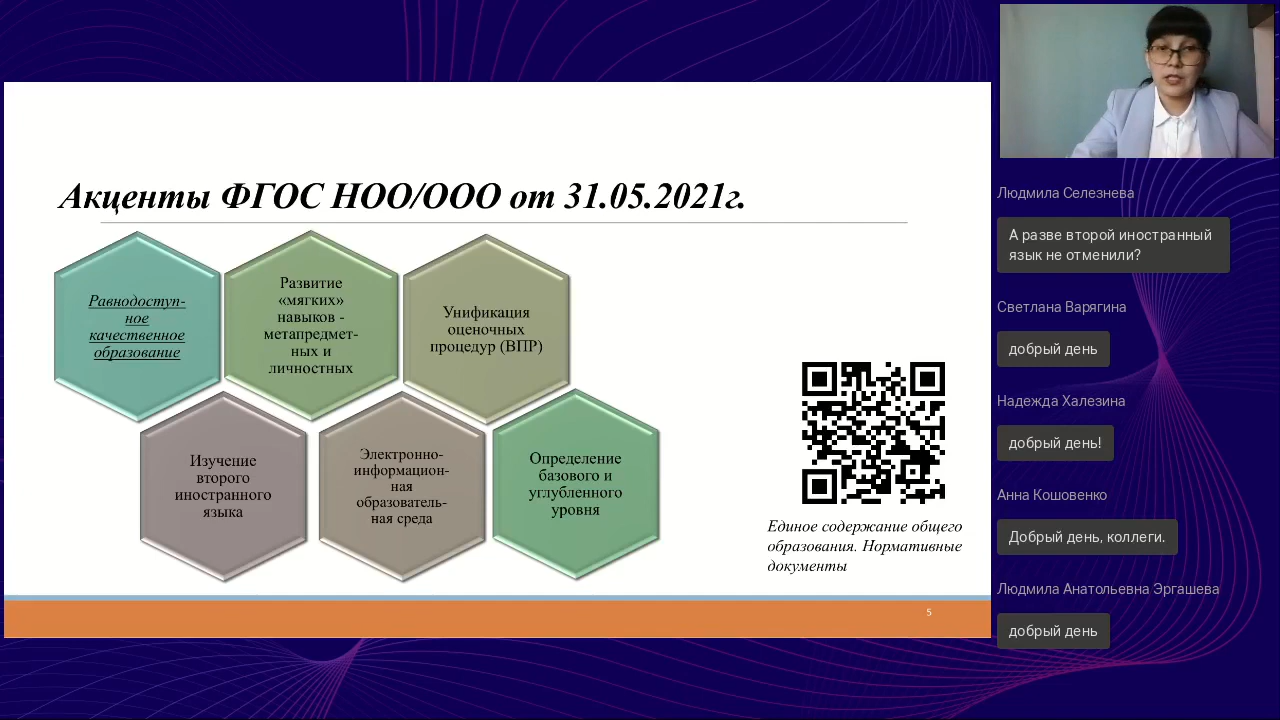 Акценты ФГОС НОО/ООО от 31.05.2021г.
Равнодоступ-
ное
качественное
образование
Развитие
«мягких»
навыков -
метапредмет-
ных и
личностных
Унификация
оценочных
процедур (ВПР)
Изучение
второго
иностранного
языка
Электронно-
информацион-
ная
образователь-
ная среда
Определение
базового и
углубленного
уровня
Единое содержание общего
образования. Нормативные
документы
5
Людмила Селезнева
А разве второй иностранный
язык не отменили?
Светлана Варягина
добрый день
Надежда Халезина
добрый день!
Анна Кошовенко
Добрый день, коллеги.
Людмила Анатольевна Эргашева
добрый день